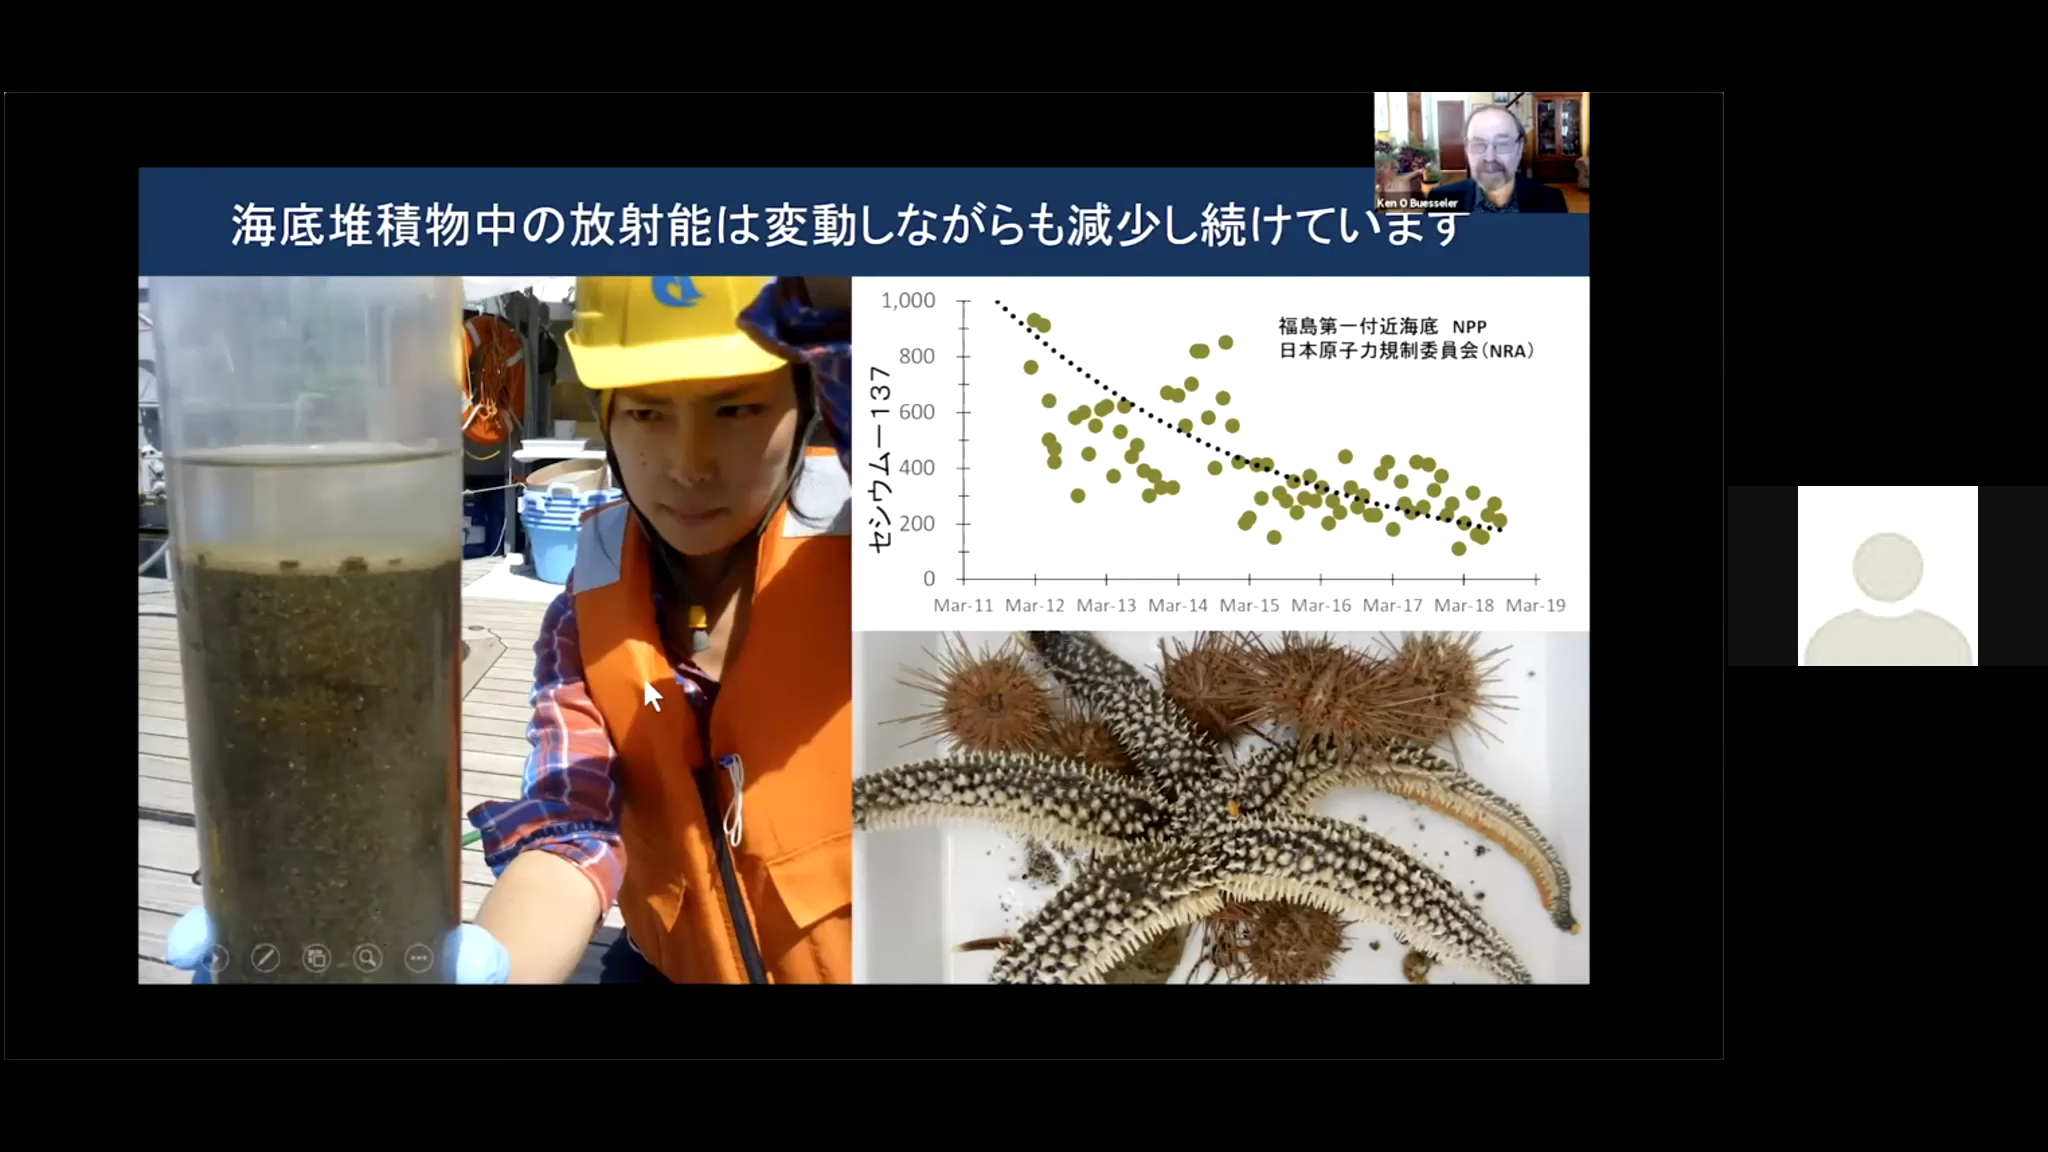 Ken O Buesseler
海底堆積物中の放射能は変動しながらも減少し続けています
福島第一付近海底 NPP
日本原子力規制委員会(NRA)
セシウムー137
1,000
800
600
400
200
0
Mar-11 Mar-12 Mar-13 Mar-14 Mar-15 Mar-16 Mar-17 Mar-18 Mar-19